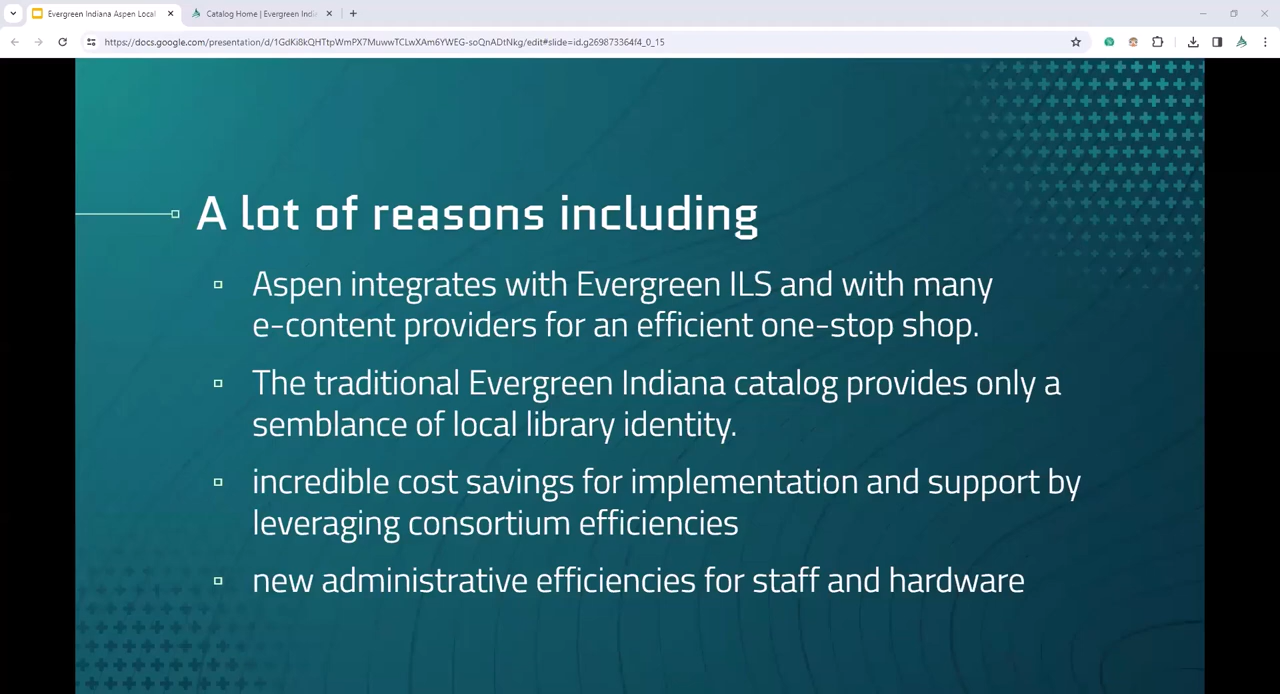 Evergreen Indiana Aspen Local
Catalog Home | Evergreen Indi
https://docs.google.com/presentation/d/1GdKi8kQHTtpWmPX7MuwwTCLwXAm6YWEG-soQnADtNkg/edit#slide=id.g269873364f4_0_15
A lot of reasons including
Aspen integrates with Evergreen ILS and with many
e-content providers for an efficient one-stop shop.
The traditional Evergreen Indiana catalog provides only a
semblance of local library identity.
incredible cost savings for implementation and support by
leveraging consortium efficiencies
new administrative efficiencies for staff and hardware